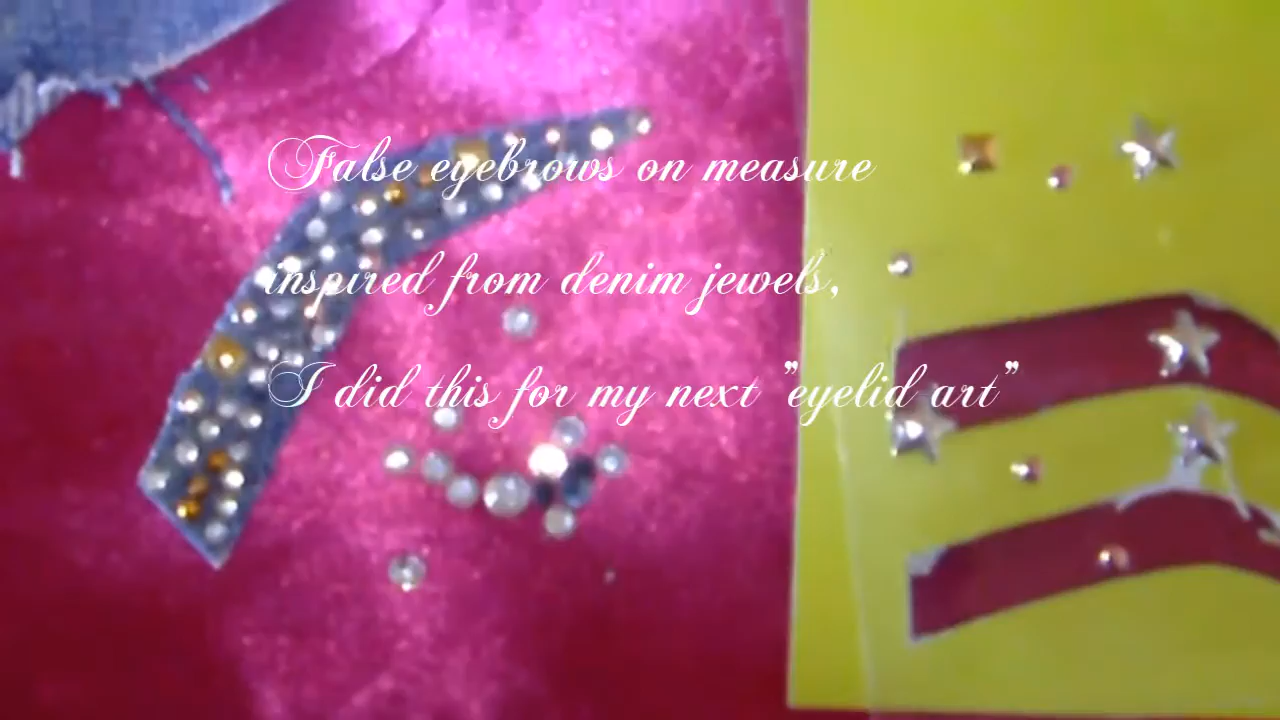 False eyebrows on measure
inspired from denim jewels,
I did this for my next "eyelid art"